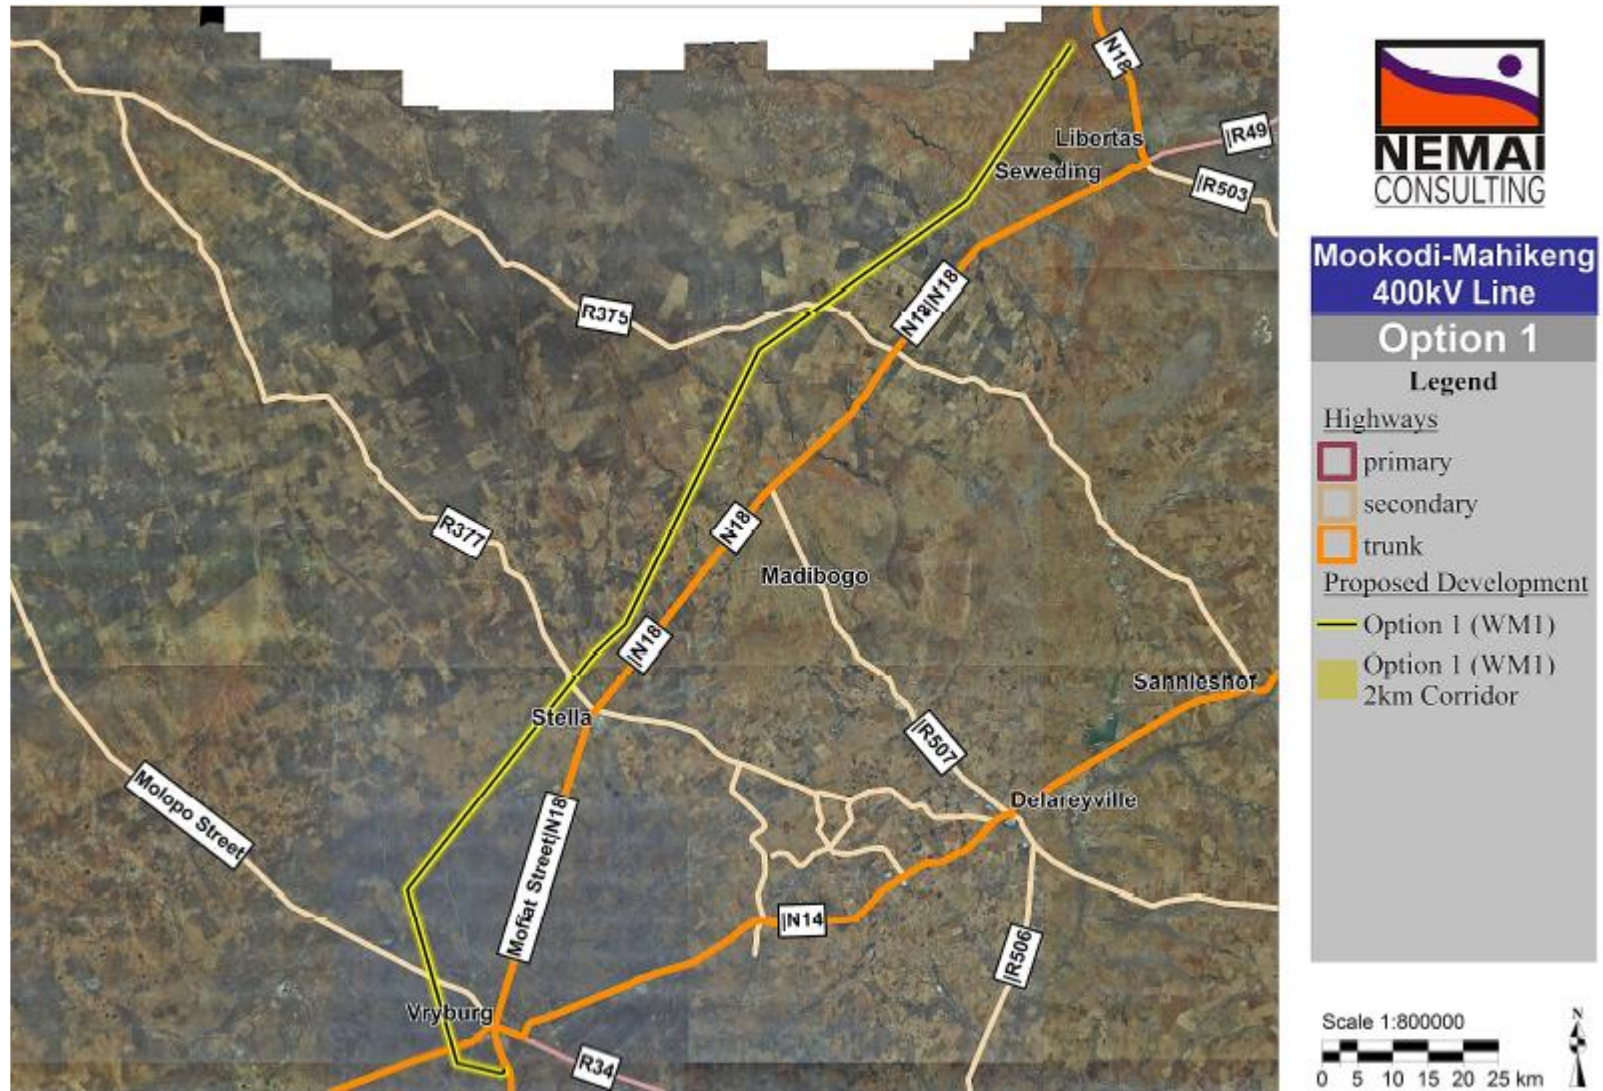 N18
Libertas
|R49
Seweding
|R503
N18|N18
R375
R377
N18
Madibogo
|N18
Sannieshof
Stella
|R507
Molopo Street
Delareyville
Moffat Street|N18
|N14
|R506
Vryburg
R34
NEMAI
CONSULTING
Mookodi-Mahikeng
400kV Line
Option 1
Legend
Highways
primary
secondary
trunk
Proposed Development
Option 1 (WM1)
Option 1 (WM1)
2km Corridor
Scale 1:800000
0 5 10 15 20 25 km
N